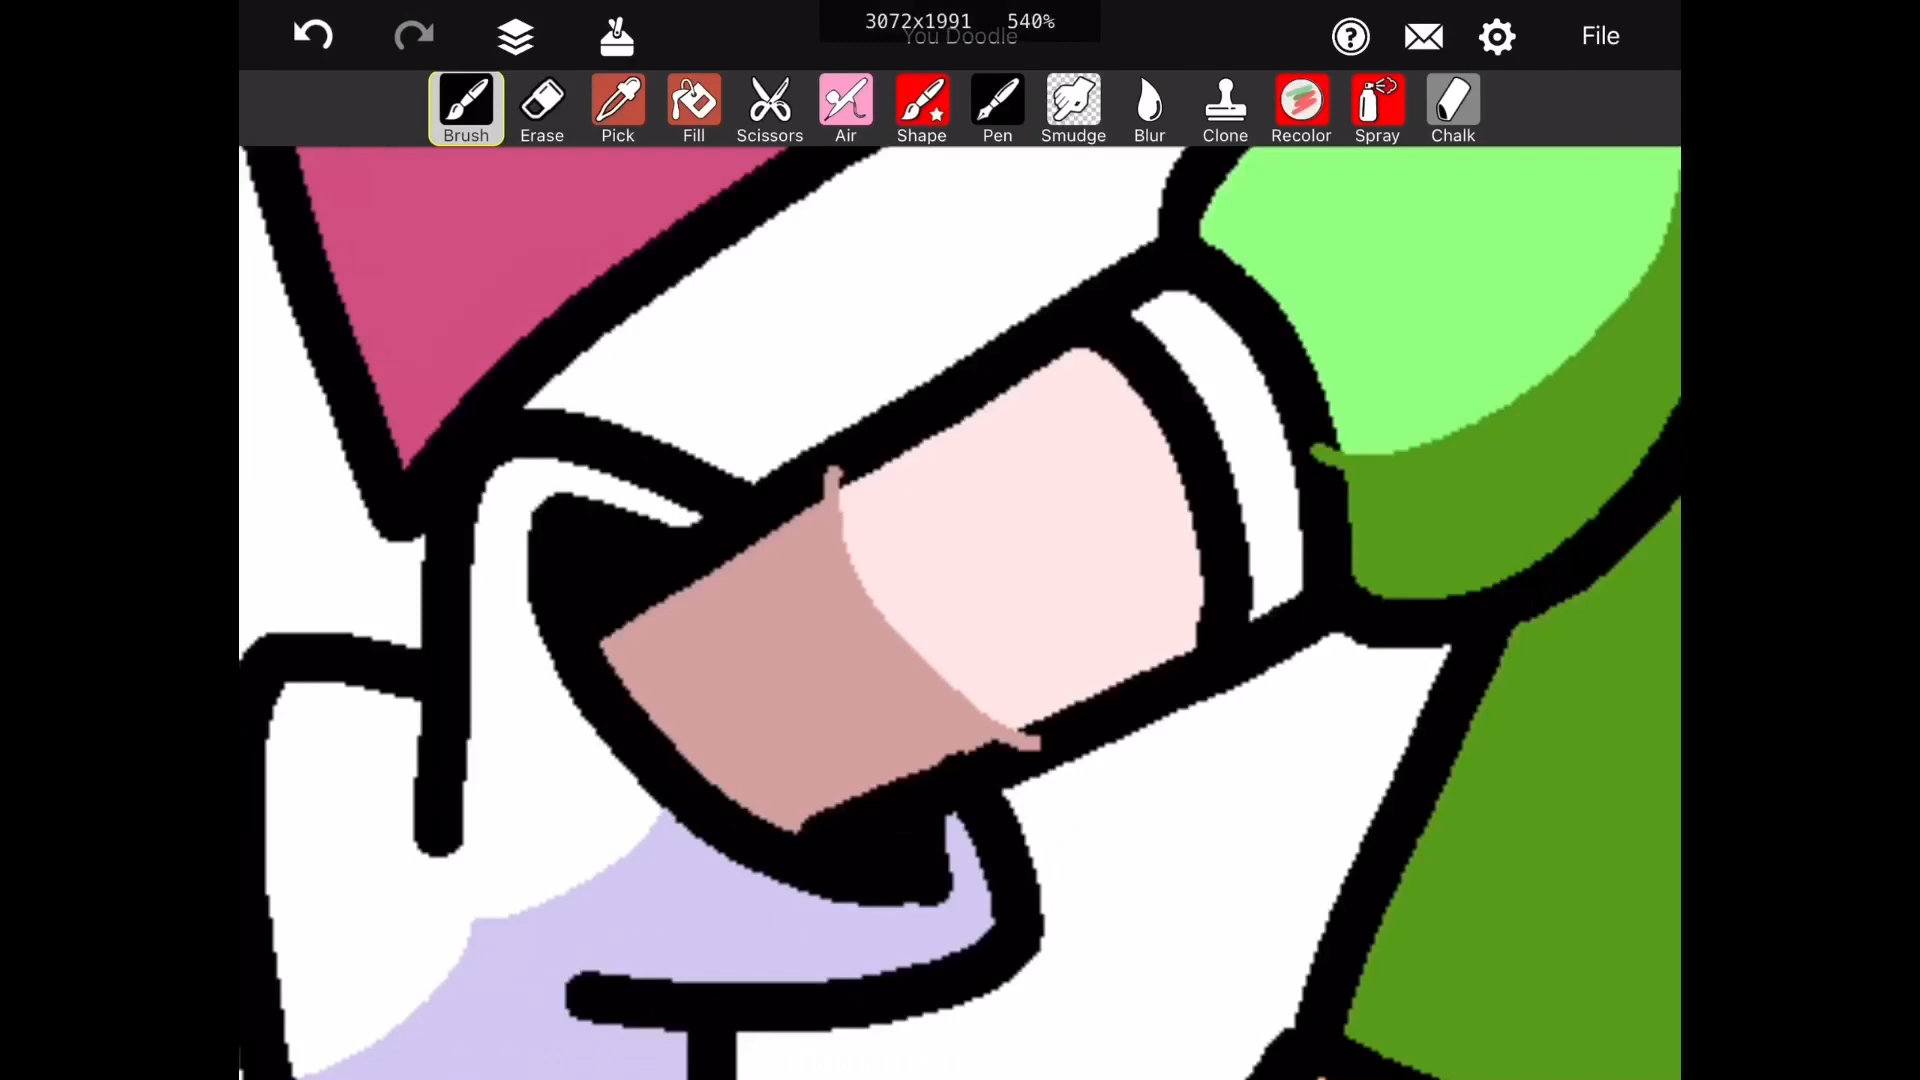 3072x1991 540%
You Doodle
File
Brush Erase Pick Fill Scissors Air Shape Pen Smudge Blur Clone Recolor Spray Chalk